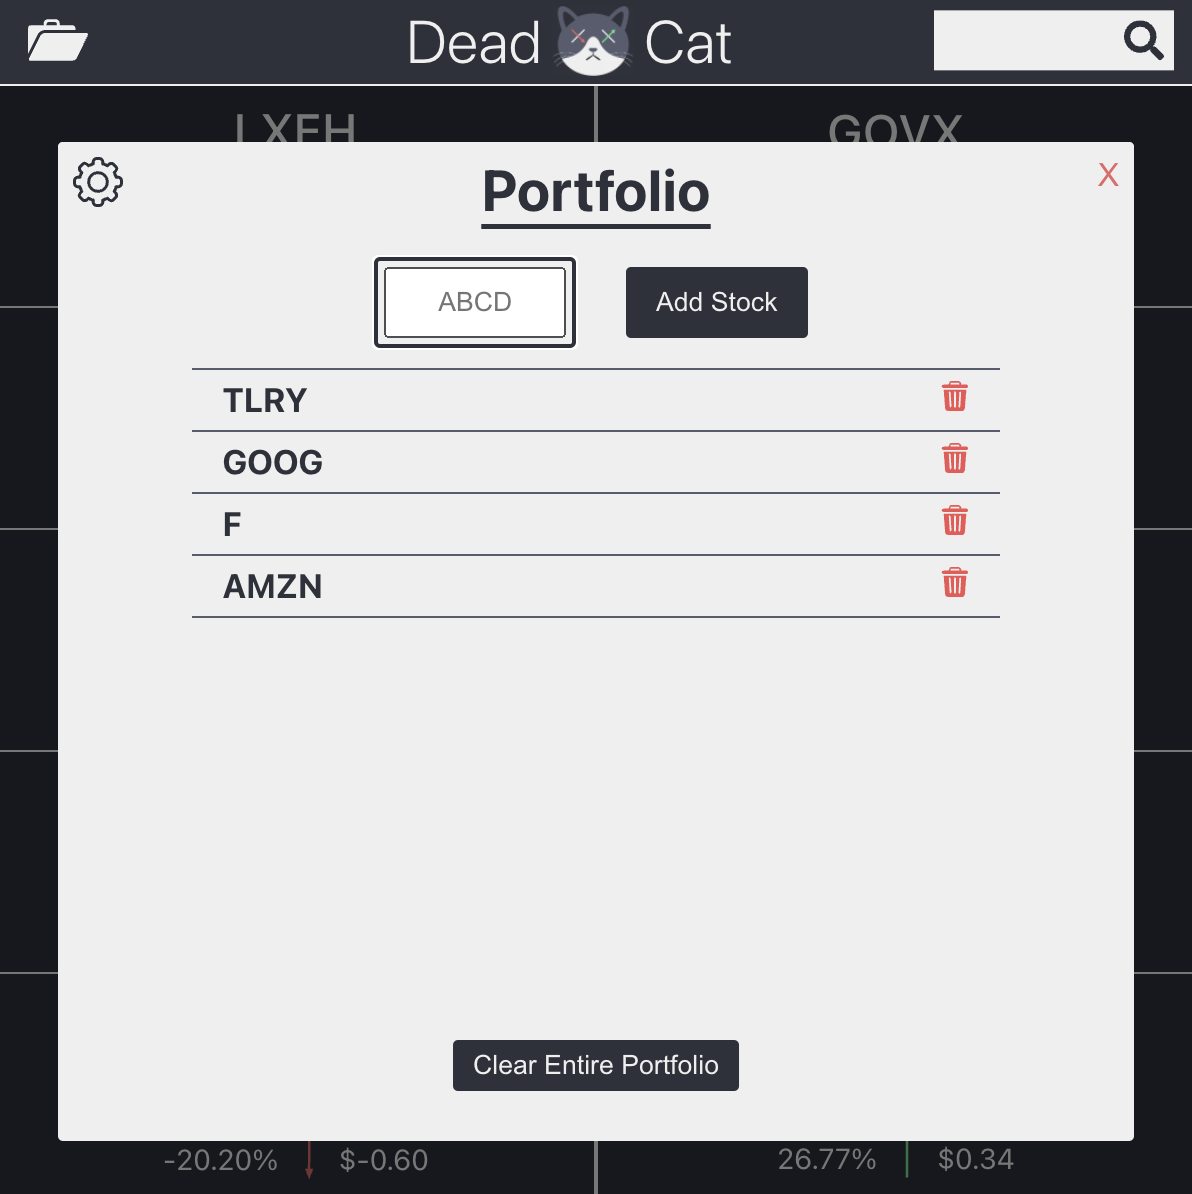 Dead Cat
LXEH GOVX
Portfolio
X
ABCD
Add Stock
TLRY
GOOG
F
AMZN
Clear Entire Portfolio
-20.20% $-0.60 26.77% $0.34